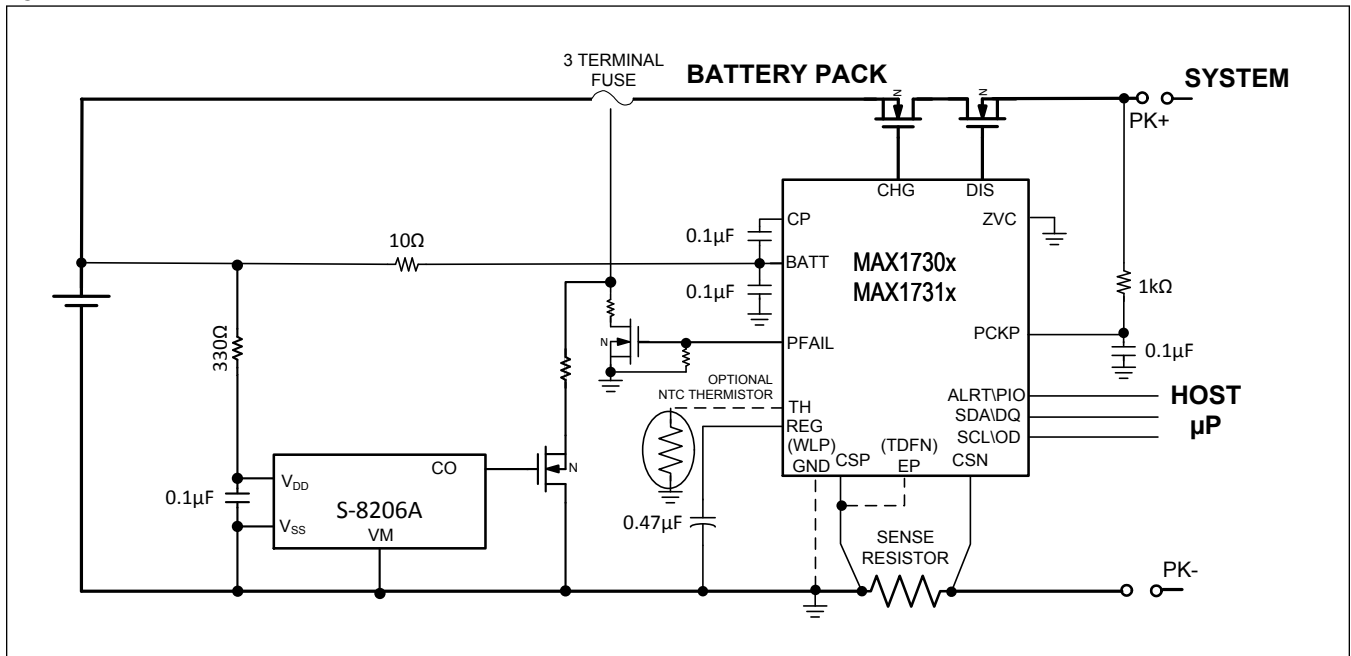 3 TERMINAL
FUSE
BATTERY PACK
SYSTEM
N
N
PK+
CHG
DIS
CP
ZVC
0.1µF
10Ω
BATT
MAX1730x
MAX1731x
0.1µF
1kΩ
330Ω
PFAIL
PCKP
N
0.1µF
OPTIONAL
NTC THERMISTOR
TH
ALRT\PIO
HOST
REG
SDA\DQ
µP
(WLP)
(TDFN)
SCL\OD
GND
CSP
EP
CSN
CO
N
VDD
0.1µF
S-8206A
VSS
VM
0.47µF
SENSE
RESISTOR
PK-